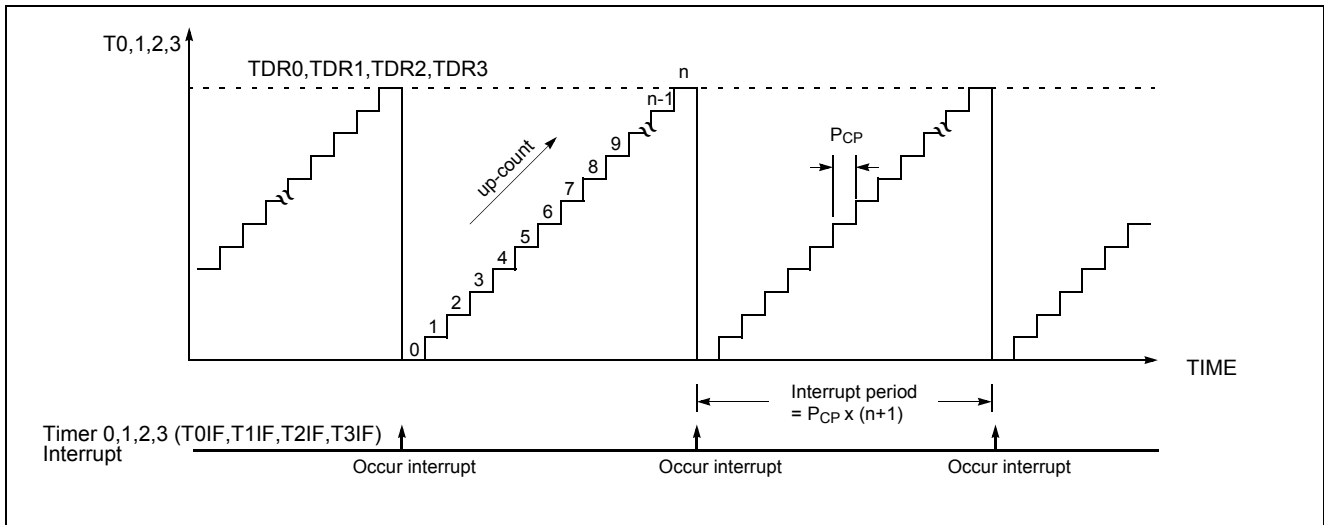 T0,1,2,3
TDR0,TDR1,TDR2,TDR3
n
n-1
9
8
7
6
5
4
3
2
1
0
up-count
PCP
TIME
Interrupt period
= PCP x (n+1)
Timer 0,1,2,3 (T0IF,T1IF,T2IF,T3IF)
Interrupt
Occur interrupt
Occur interrupt
Occur interrupt